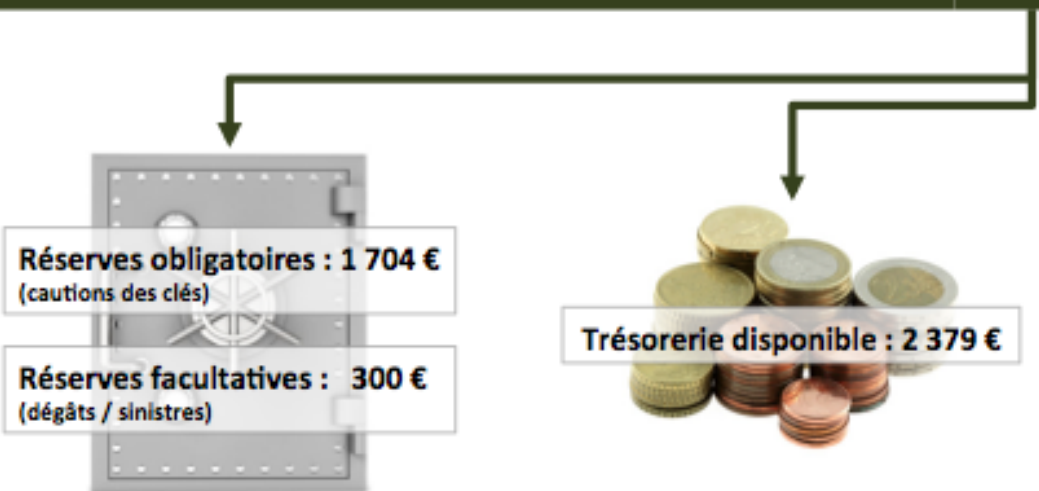 Réserves obligatoires : 1 704 €
(cautions des clés)
Réserves facultatives : 300 €
(dégâts / sinistres)
Trésorerie disponible : 2 379 €